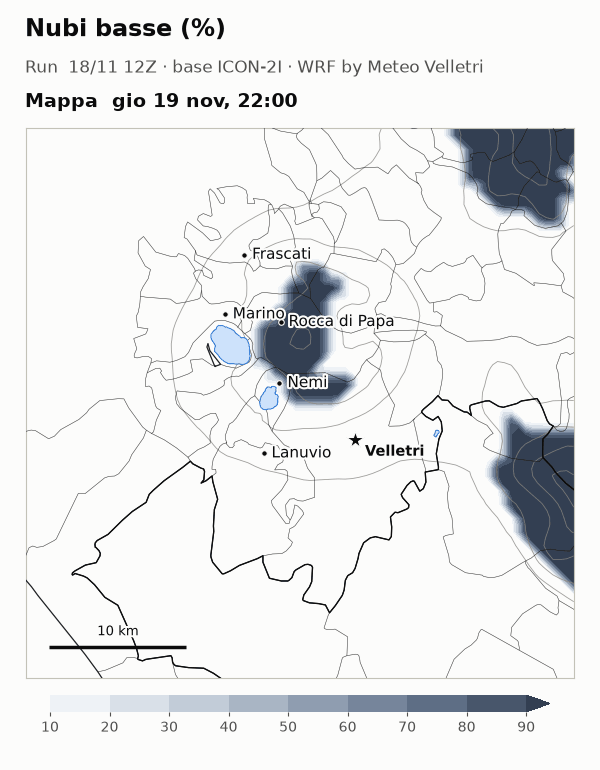 Nubi basse (%)
Run  18/11 12Z · base ICON-2I · WRF by Meteo Velletri
Mappa  gio 19 nov, 22:00
Frascati
Marino
Rocca di Papa
Nemi
Velletri
Lanuvio
10 km
10 20 30 40 50 60 70 80 90